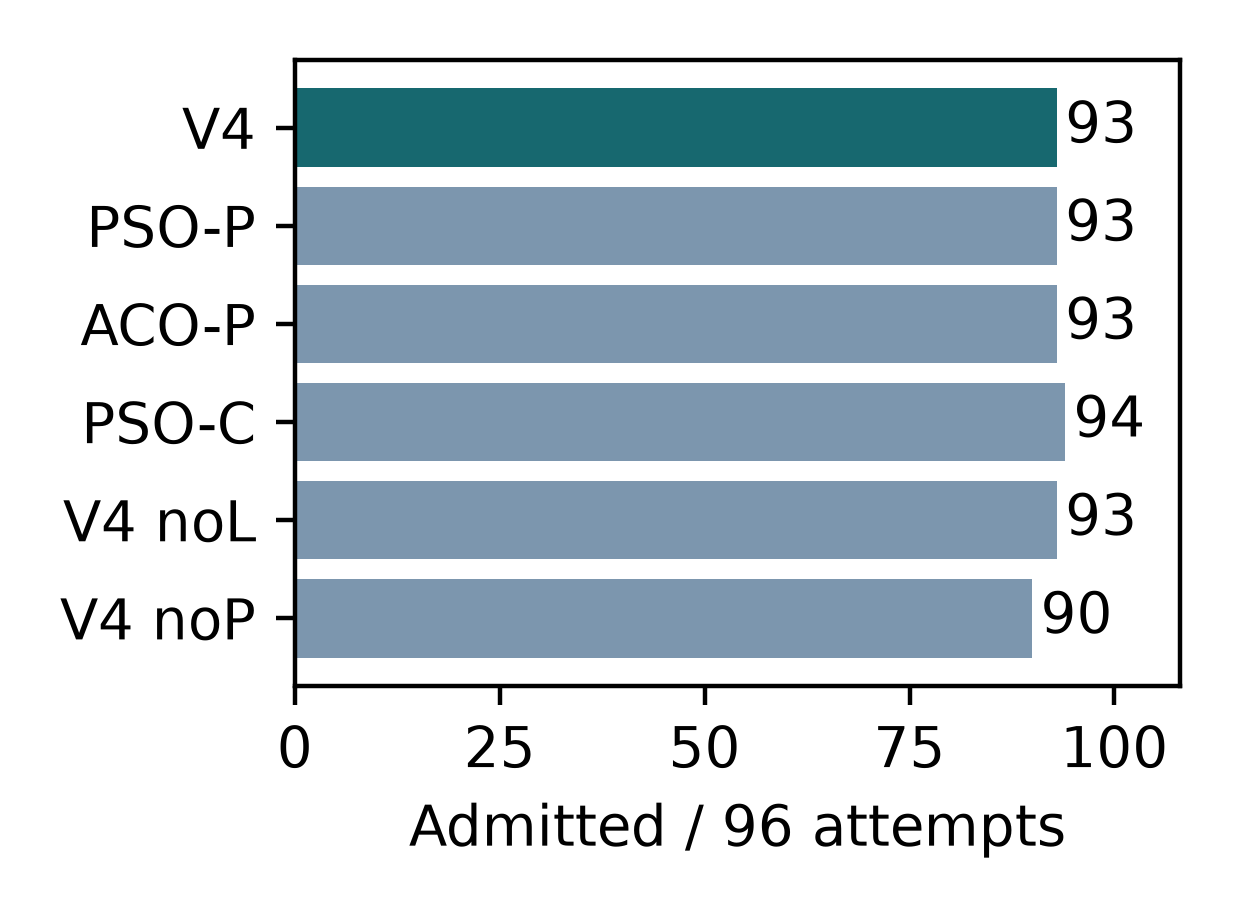 V4 93
PSO-P 93
ACO-P 93
PSO-C 94
V4 noL 93
V4 noP 90
0 25 50 75 100
Admitted / 96 attempts